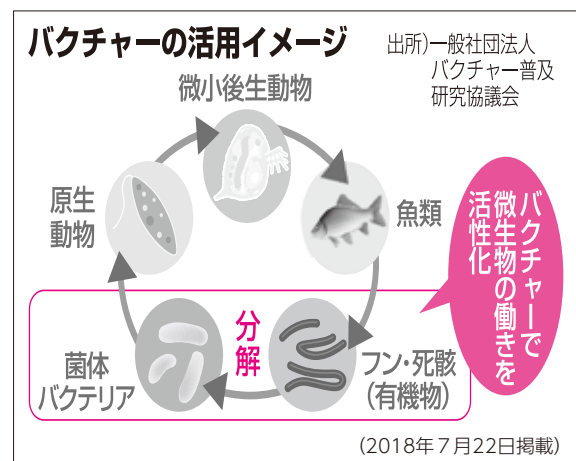 バクチャーの活用イメージ
出所)一般社団法人
バクチャー普及
研究協議会
微小後生動物
原生
動物
魚類
バクチャーで
微生物の働きを
活性化
分解
菌体
バクテリア
フン・死骸
(有機物)
(2018年7月22日掲載)